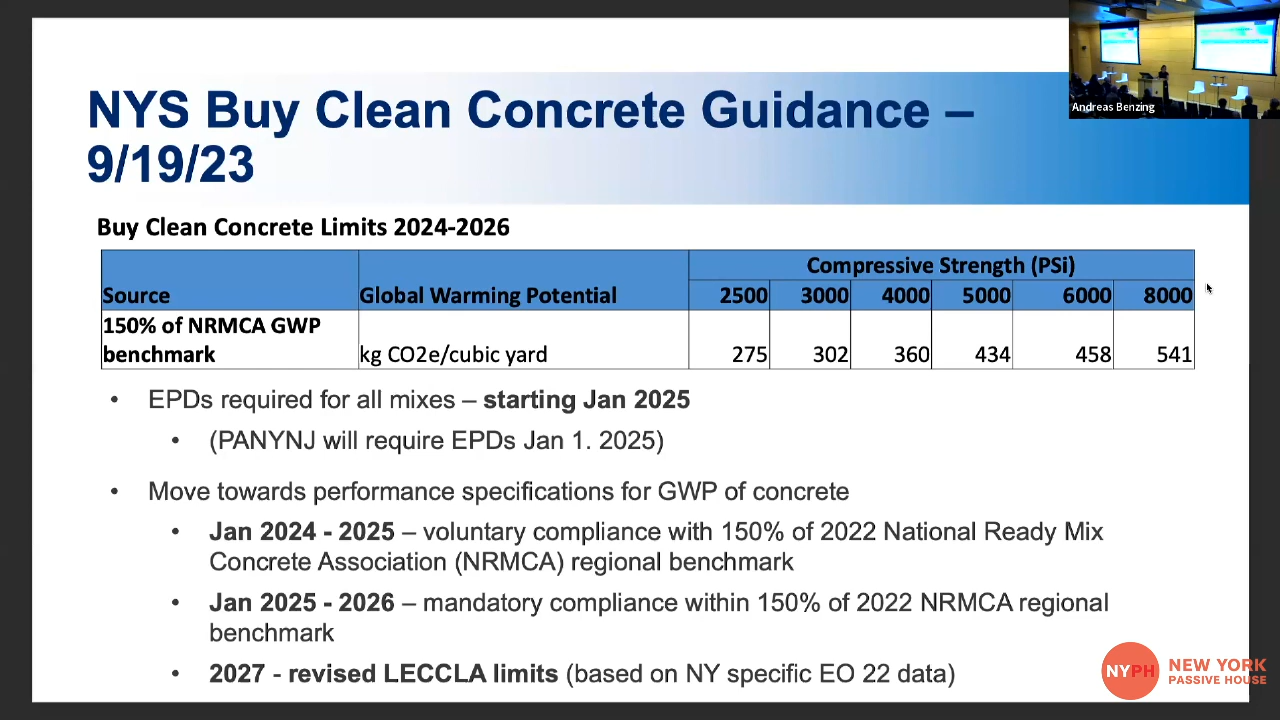 Andreas Benzing
NYS Buy Clean Concrete Guidance –
9/19/23
Buy Clean Concrete Limits 2024-2026
Compressive Strength (PSi)
Source Global Warming Potential 2500 3000 4000 5000 6000 8000
150% of NRMCA GWP
benchmark kg CO2e/cubic yard 275 302 360 434 458 541
• EPDs required for all mixes – starting Jan 2025
• (PANYNJ will require EPDs Jan 1. 2025)
• Move towards performance specifications for GWP of concrete
• Jan 2024 - 2025 – voluntary compliance with 150% of 2022 National Ready Mix
Concrete Association (NRMCA) regional benchmark
• Jan 2025 - 2026 – mandatory compliance within 150% of 2022 NRMCA regional
benchmark
• 2027 - revised LECCLA limits (based on NY specific EO 22 data)
NYPH NEW YORK
PASSIVE HOUSE